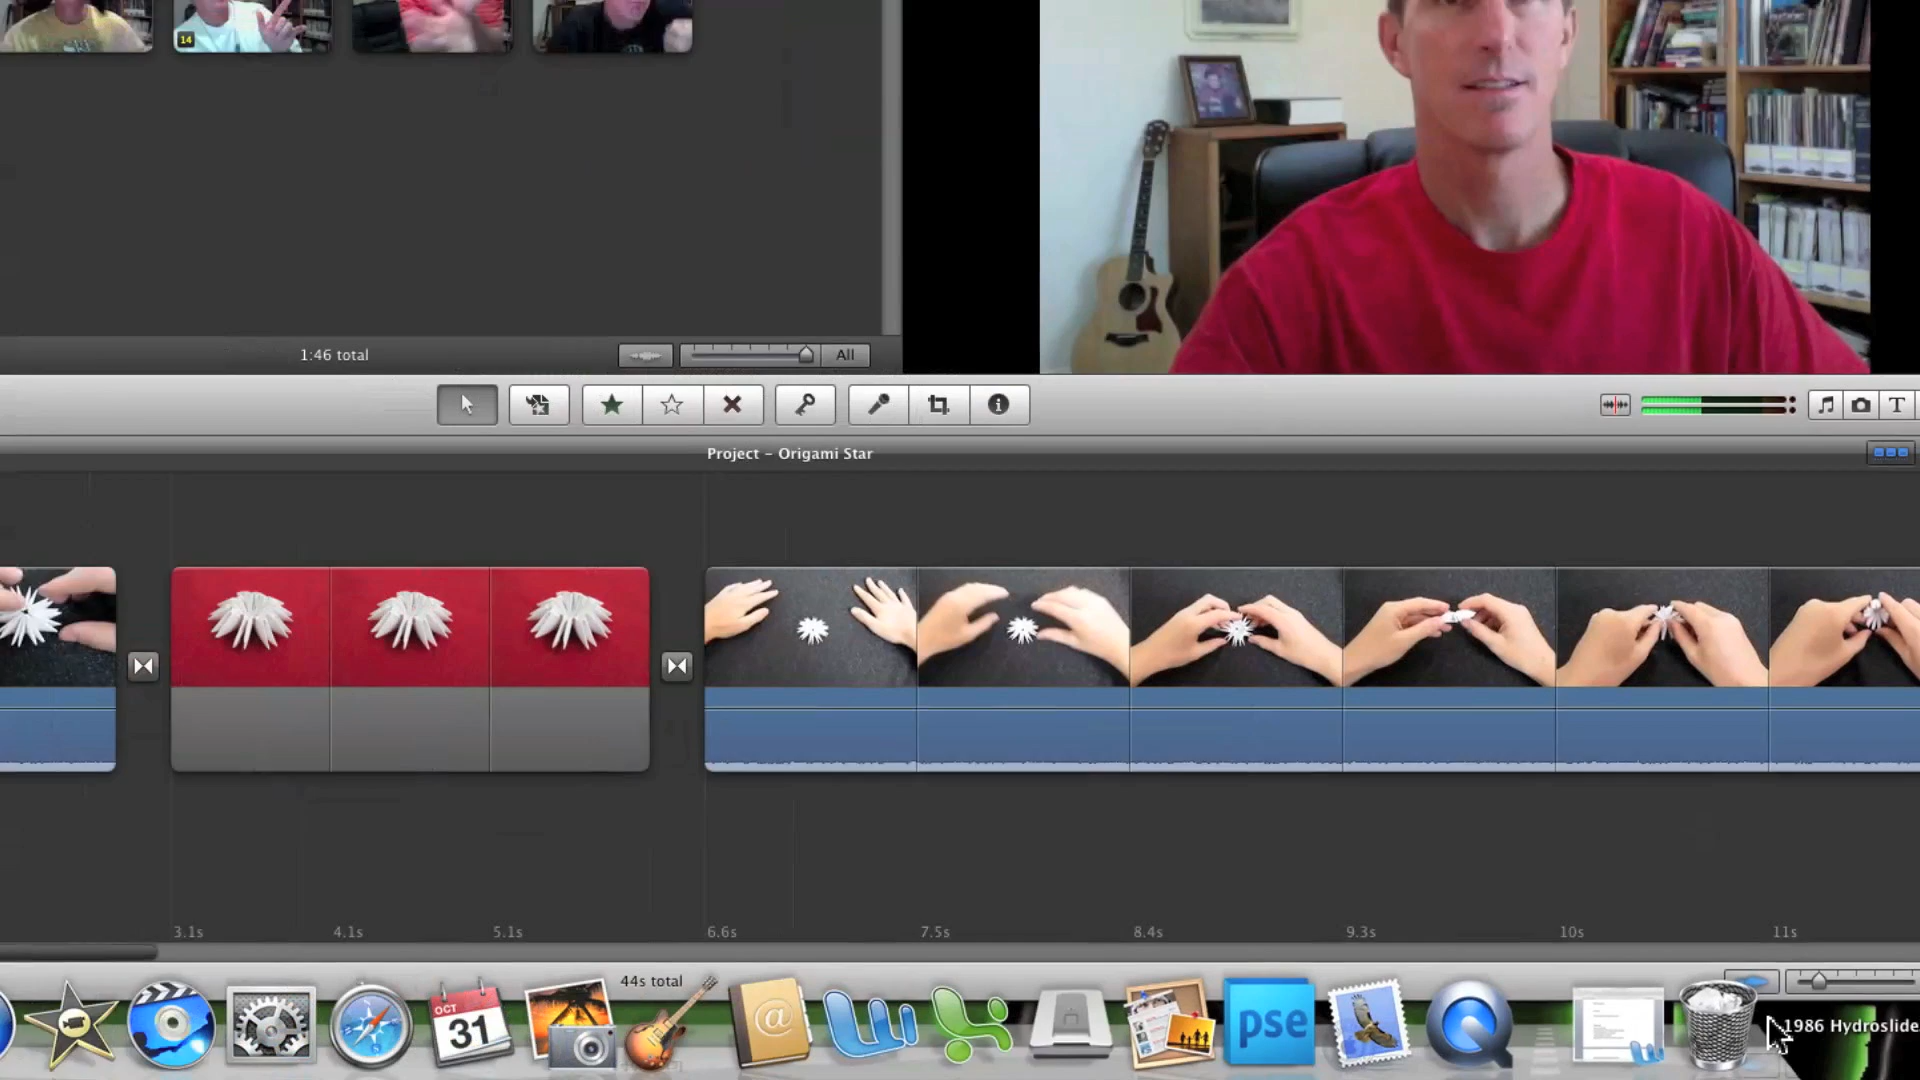 14
1:46 total
All
T
Project – Origami Star
3.1s
4.1s
5.1s
6.6s
7.5s
8.4s
9.3s
10s
11s
44s total
OCT
31
@
pse
1986 Hydroslide